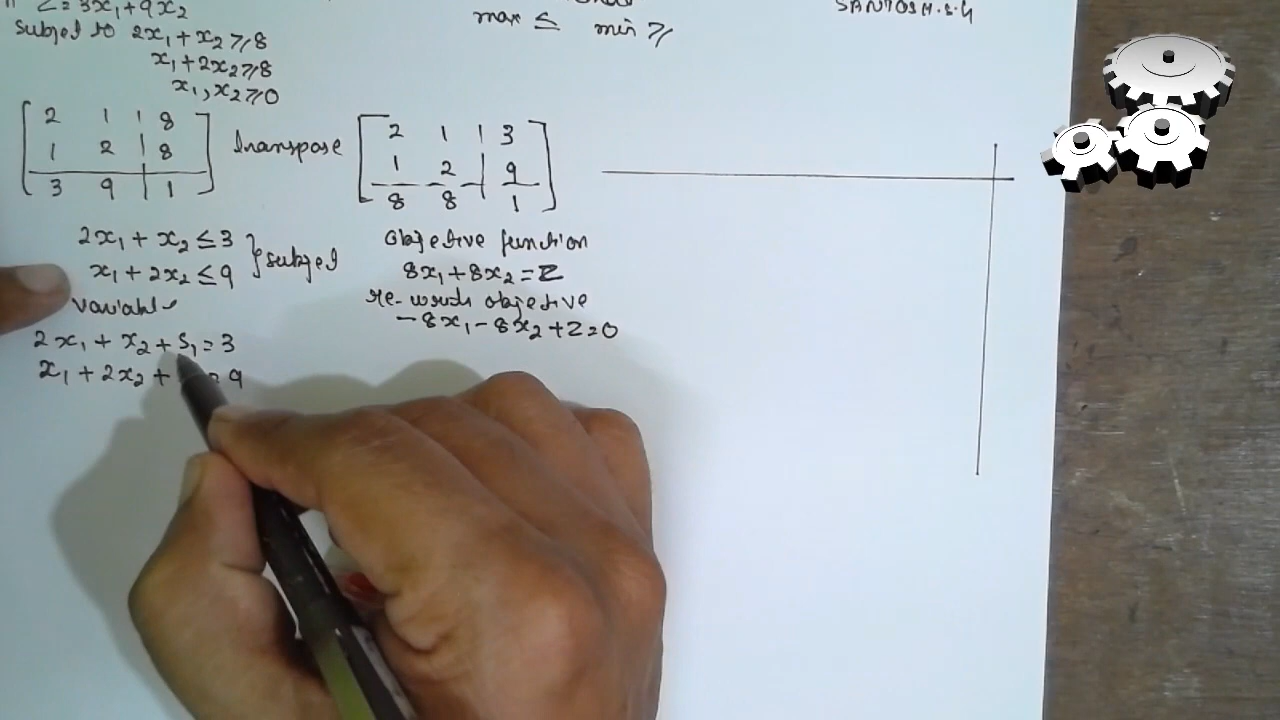 Z = 3x₁ + 9x₂
subject to 2x₁ + x₂ ≥ 8
x₁ + 2x₂ ≥ 8
x₁, x₂ ≥ 0
max ≤ min ≥
SANTOSH.S.G
2 1 | 8
1 2 | 8
3 9 | 1
transpose
2 1 | 3
1 2 | 9
8 8 | 1
2x₁ + x₂ ≤ 3
x₁ + 2x₂ ≤ 9
} subject
variable
2x₁ + x₂ + S₁ = 3
x₁ + 2x₂ + = 9
objective function
8x₁ + 8x₂ = Z
objective
-8x₁ - 8x₂ + Z = 0